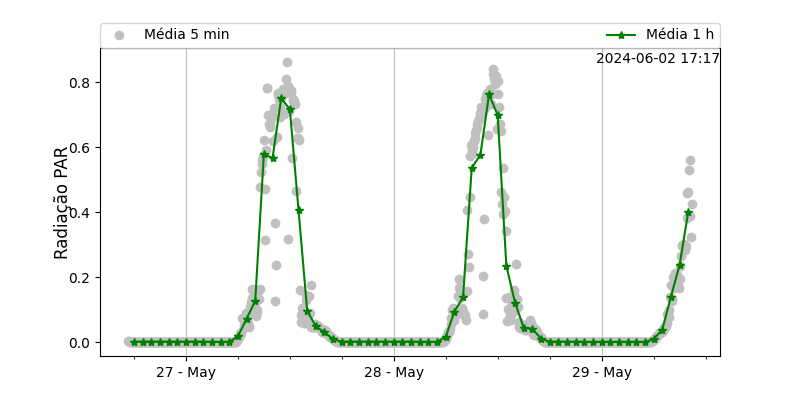 Média 5 min
Média 1 h
2024-06-02 17:17
Radiação PAR
0.8
0.6
0.4
0.2
0.0
27 - May
28 - May
29 - May